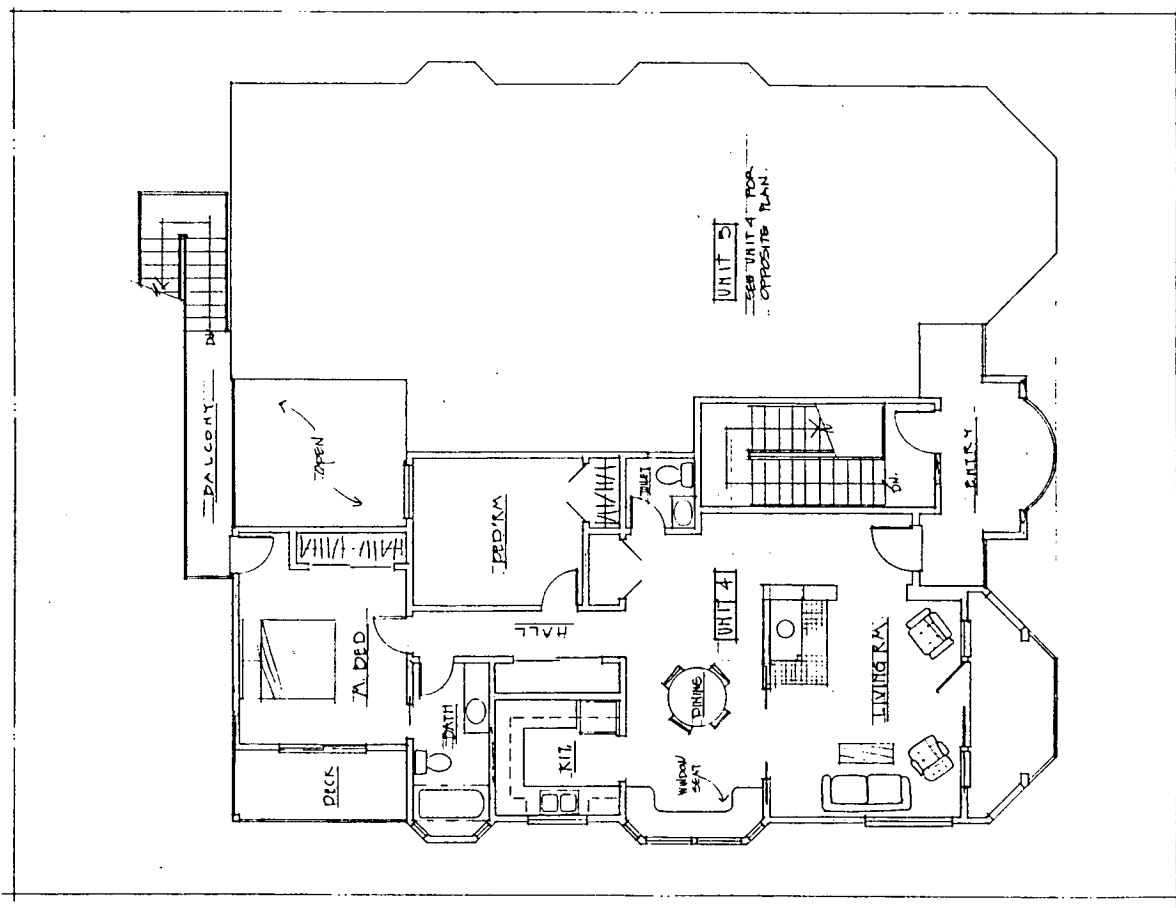 UNIT 5
SEE UNIT 4 FOR
OPPOSITE PLAN.
BALCONY
DN
OPEN
ENTRY
DN.
TOILET
BED'RM
HALL
UNIT 4
M. BED
BATH
KIT.
DINING
LIVING RM.
WINDOW
SEAT
DECK